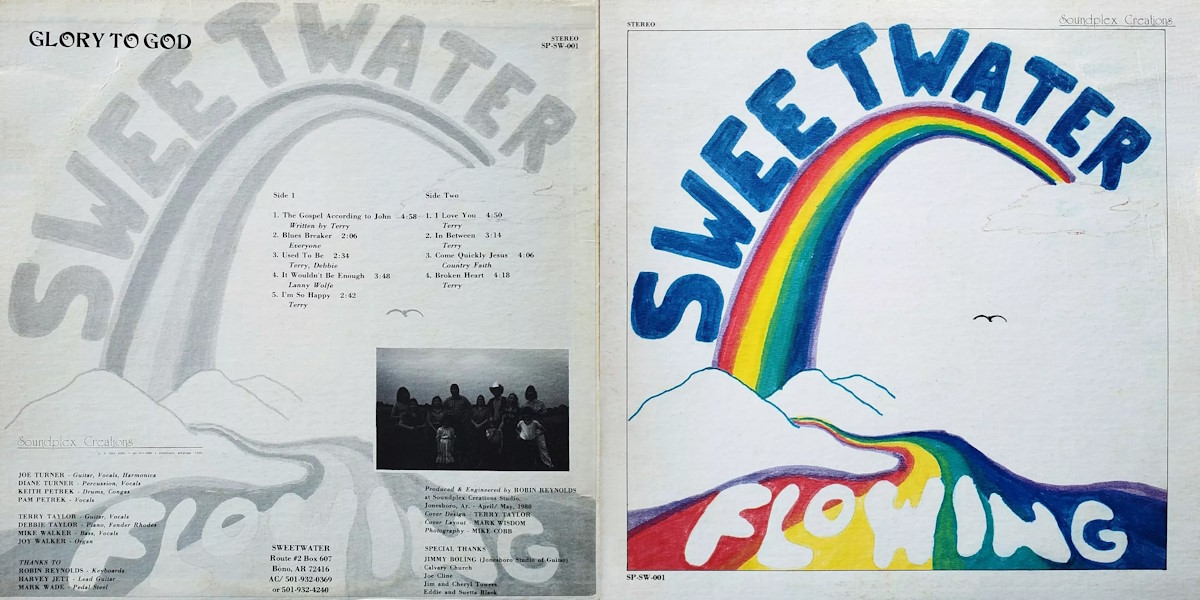 GLORY TO GOD
STEREO
SP-SW-001
SWEETWATER
Side 1
1. The Gospel According to John 4:58
Written by Terry
2. Blues Breaker 2:06
Everyone
3. Used To Be 2:34
Terry, Debbie
4. It Wouldn't Be Enough 3:48
Lanny Wolfe
5. I'm So Happy 2:42
Terry
Side Two
1. I Love You 4:50
Terry
2. In Between 3:14
Terry
3. Come Quickly Jesus 4:06
Country Faith
4. Broken Heart 4:18
Terry
Soundplex Creations
JOE TURNER - Guitar, Vocals, Harmonica
DIANE TURNER - Percussion, Vocals
KEITH PETREK - Drums, Congas
PAM PETREK - Vocals
TERRY TAYLOR - Guitar, Vocals
DEBBIE TAYLOR - Piano, Fander Rhodes
MIKE WALKER - Bass, Vocals
JOY WALKER - Organ
THANKS TO
ROBIN REYNOLDS - Keyboards
HARVEY JETT - Lead Guitar
MARK WADE - Pedal Steel
SWEETWATER
Route #2 Box 607
Bono, AR 72416
AC/ 501-932-0369
or 501-932-4240
Produced & Engineered by ROBIN REYNOLDS
at Soundplex Creations Studio,
Jonesboro, Ar. - April/ May, 1980
Cover Design - TERRY TAYLOR
Cover Layout - MARK WISDOM
Photography - MIKE COBB
SPECIAL THANKS
JIMMY BOLING (Jonesboro Studio of Guitar)
Calvary Church
Joe Cline
Jim and Cheryl Towers
Eddie and Suetta Black
FLOWING
STEREO
Soundplex Creations
SWEETWATER
FLOWING
SP-SW-001